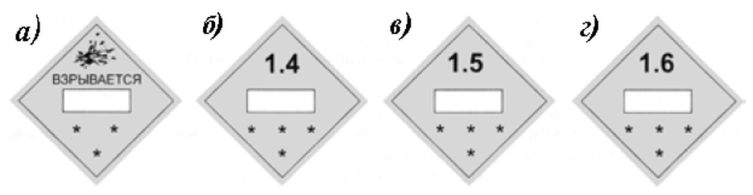 а) б) в) г)
ВЗРЫВАЕТСЯ 1.4 1.5 1.6
* * * * * * * * * * *
* * * *